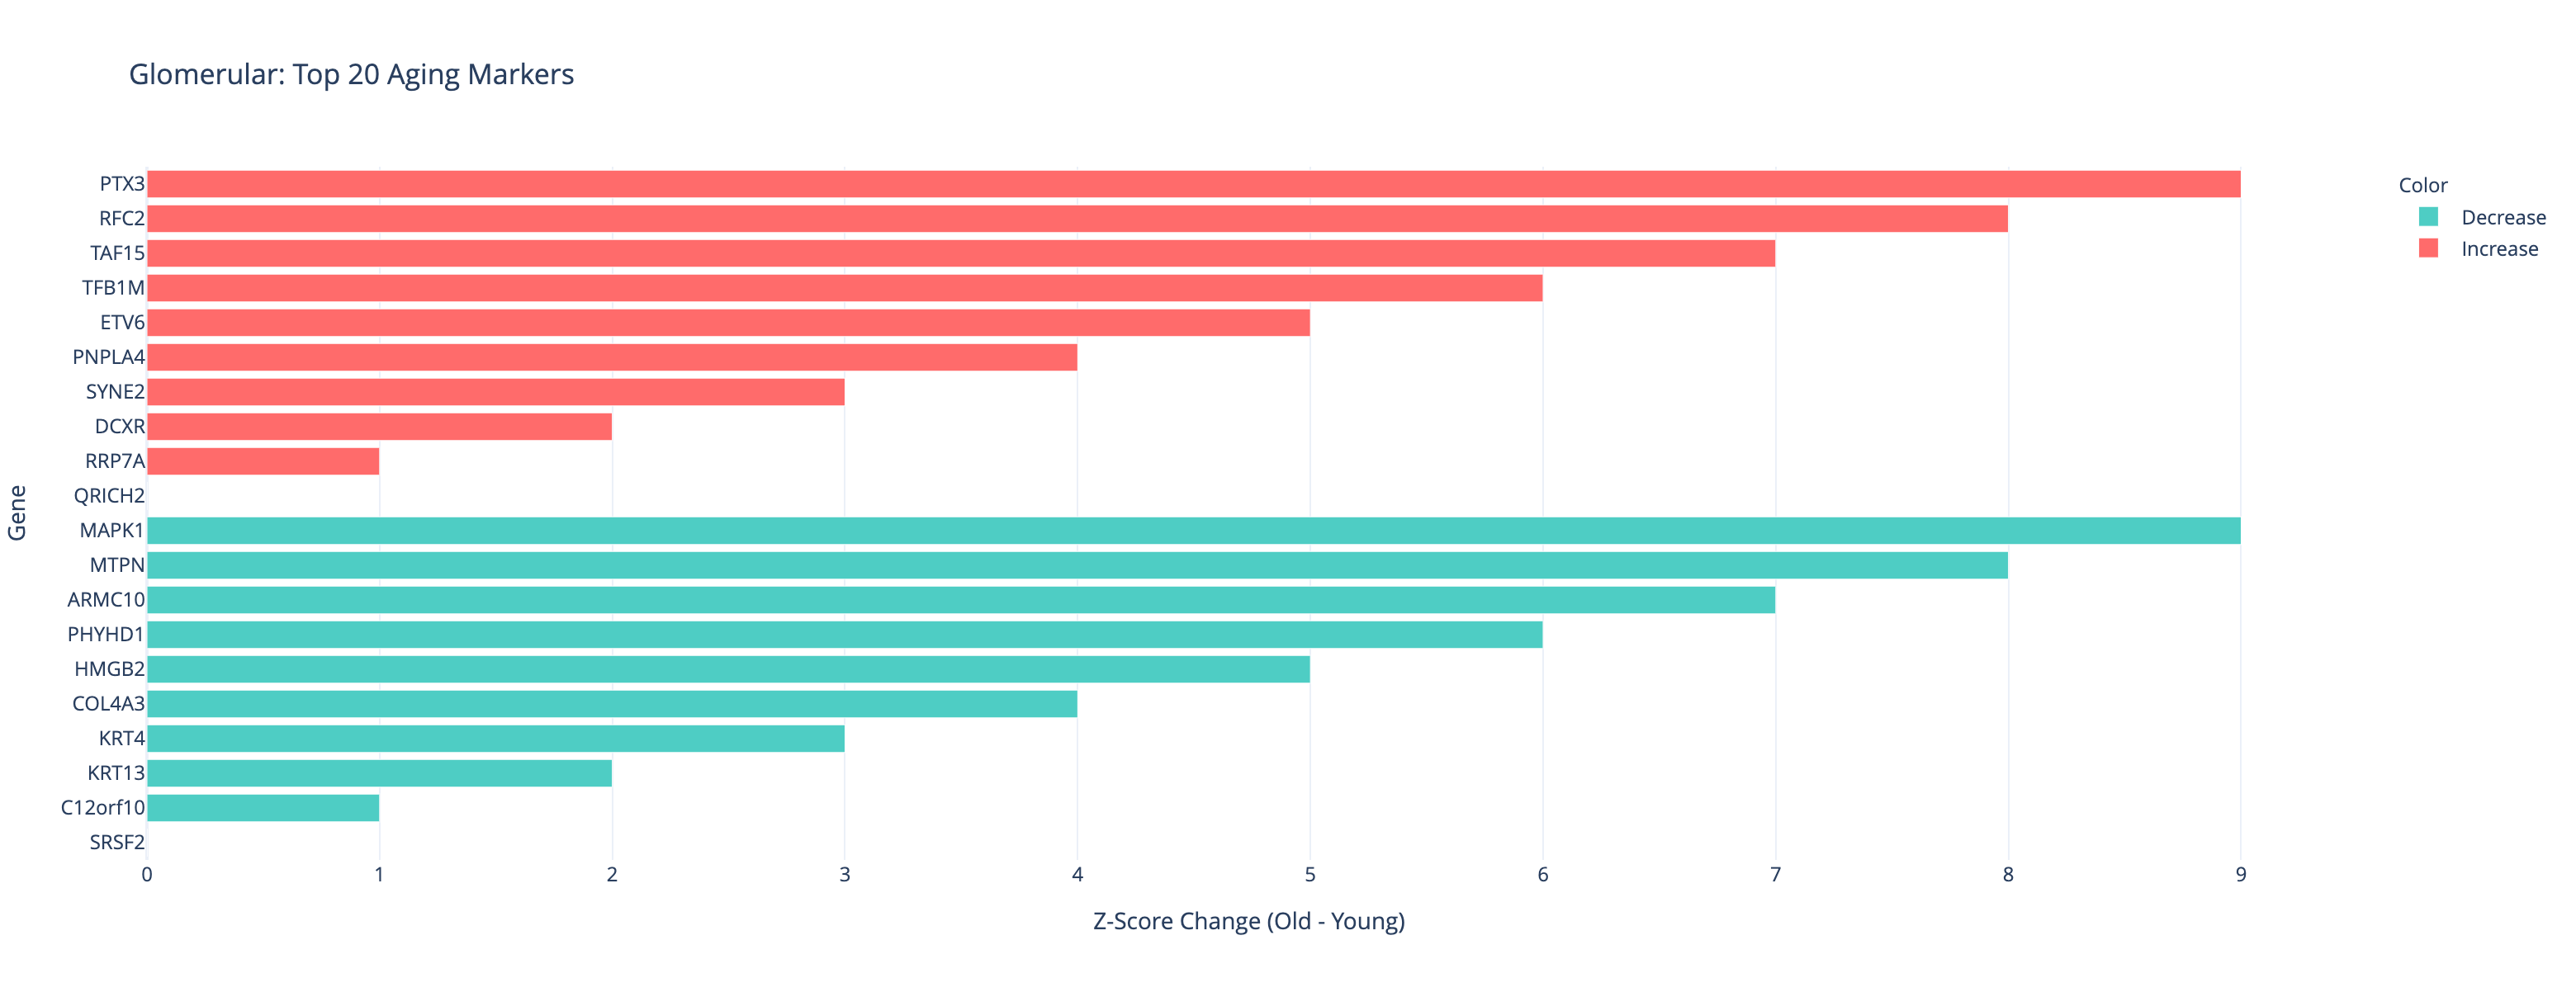 Glomerular: Top 20 Aging Markers
Gene
PTX3
RFC2
TAF15
TFB1M
ETV6
PNPLA4
SYNE2
DCXR
RRP7A
QRICH2
MAPK1
MTPN
ARMC10
PHYHD1
HMGB2
COL4A3
KRT4
KRT13
C12orf10
SRSF2
0 1 2 3 4 5 6 7 8 9
Z-Score Change (Old - Young)
Color
Decrease
Increase